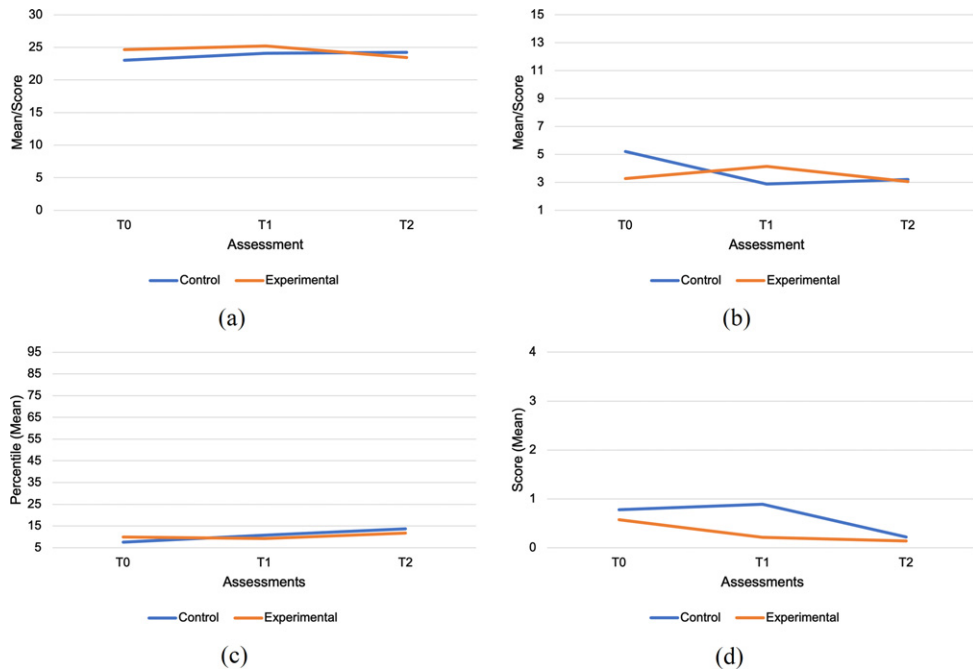 30
25
20
15
10
5
0
Mean/Score
T0 T1 T2
Assessment
Control Experimental
(a)
15
13
11
9
7
5
3
1
Mean/Score
T0 T1 T2
Assessment
Control Experimental
(b)
95
85
75
65
55
45
35
25
15
5
Percentile (Mean)
T0 T1 T2
Assessments
Control Experimental
(c)
4
3
2
1
0
Score (Mean)
T0 T1 T2
Assessments
Control Experimental
(d)